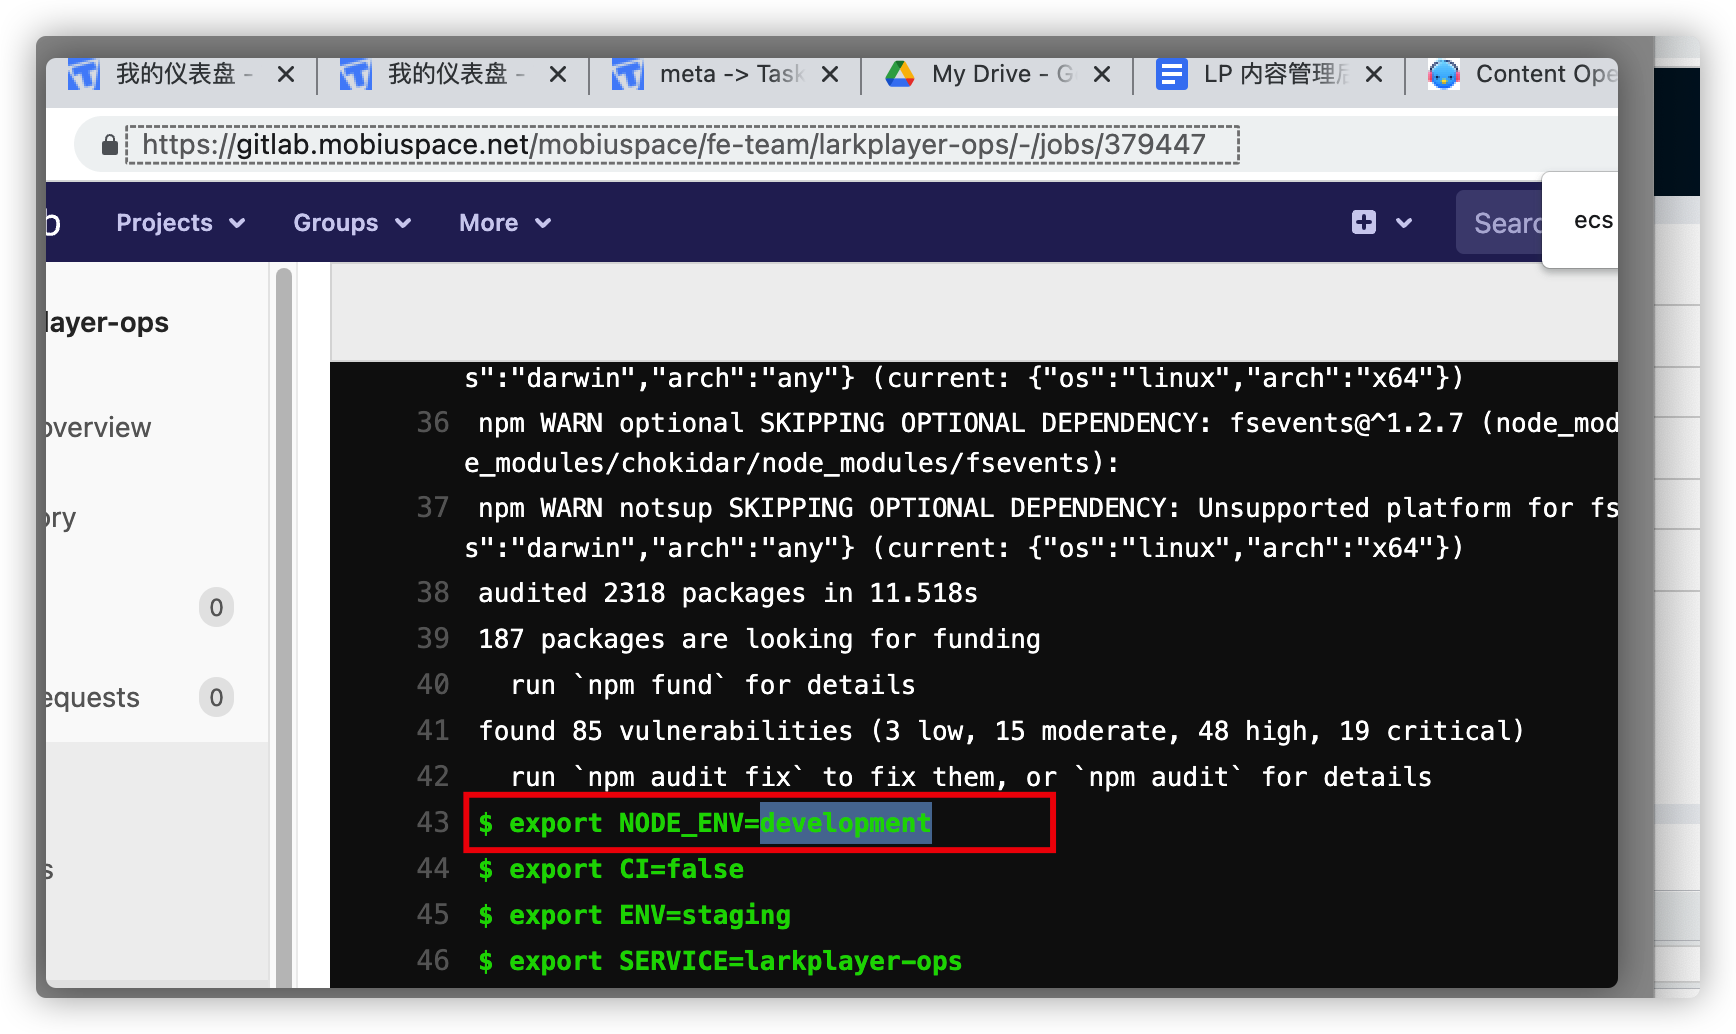 我的仪表盘 -
我的仪表盘 -
meta -> Task
My Drive - G
LP 内容管理后
Content Ope
https://gitlab.mobiuspace.net/mobiuspace/fe-team/larkplayer-ops/-/jobs/379447
b
Projects
Groups
More
Searc
ecs
layer-ops
overview
ory
0
equests
0
s
s":"darwin","arch":"any"} (current: {"os":"linux","arch":"x64"})
36 npm WARN optional SKIPPING OPTIONAL DEPENDENCY: fsevents@^1.2.7 (node_mod
e_modules/chokidar/node_modules/fsevents):
37 npm WARN notsup SKIPPING OPTIONAL DEPENDENCY: Unsupported platform for fs
s":"darwin","arch":"any"} (current: {"os":"linux","arch":"x64"})
38 audited 2318 packages in 11.518s
39 187 packages are looking for funding
40 run `npm fund` for details
41 found 85 vulnerabilities (3 low, 15 moderate, 48 high, 19 critical)
42 run `npm audit fix` to fix them, or `npm audit` for details
43 $ export NODE_ENV=development
44 $ export CI=false
45 $ export ENV=staging
46 $ export SERVICE=larkplayer-ops